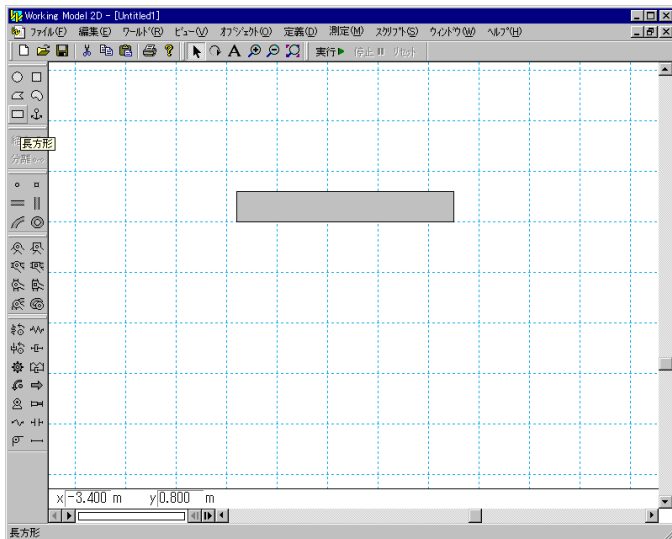 Working Model 2D - [Untitled1]
ﾌｧｲﾙ(F) 編集(E) ﾜｰﾙﾄﾞ(R) ﾋﾞｭｰ(V) ｵﾌﾞｼﾞｪｸﾄ(O) 定義(D) 測定(M) ｽｸﾘﾌﾟﾄ(S) ｳｨﾝﾄﾞｳ(W) ﾍﾙﾌﾟ(H)
A 実行 停止 ﾘｾｯﾄ
長方形
分離
x -3.400 m y 0.800 m
長方形